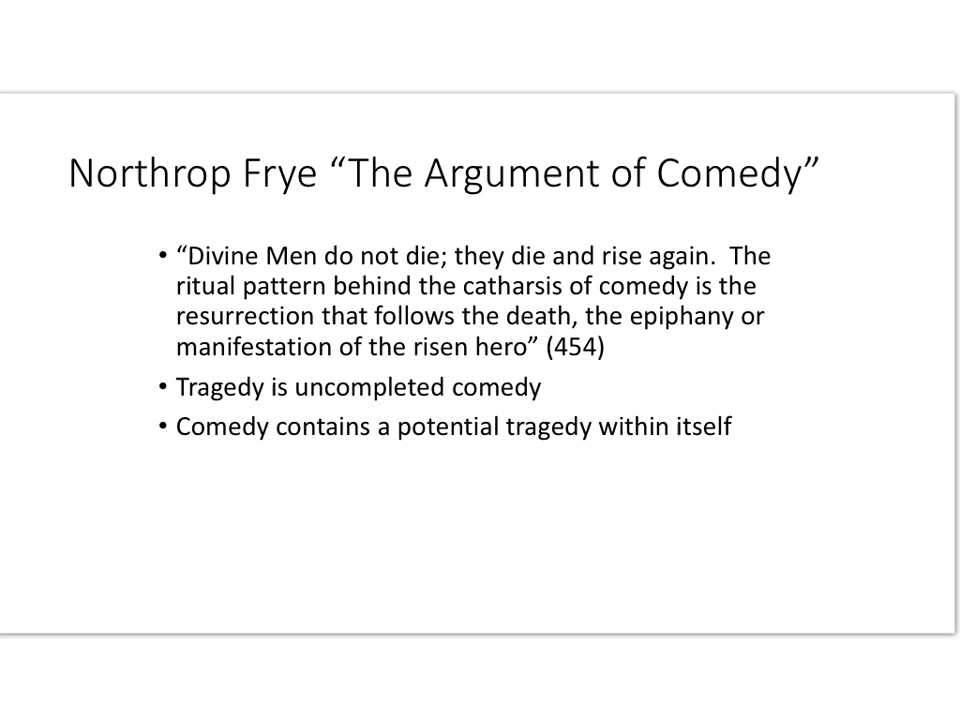 Northrop Frye “The Argument of Comedy”
• “Divine Men do not die; they die and rise again.  The
ritual pattern behind the catharsis of comedy is the
resurrection that follows the death, the epiphany or
manifestation of the risen hero” (454)
• Tragedy is uncompleted comedy
• Comedy contains a potential tragedy within itself